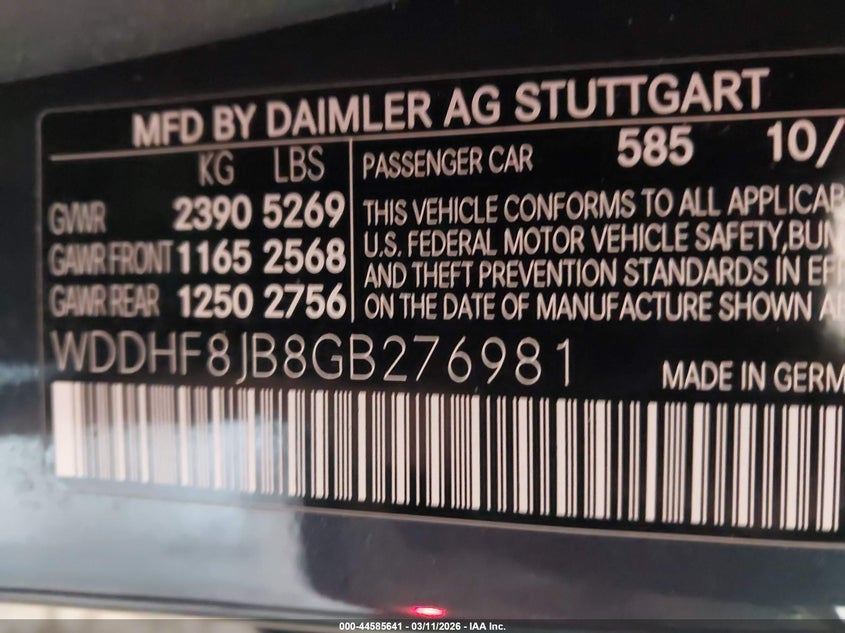 MFD BY DAIMLER AG STUTTGART
KG LBS
GVWR 2390 5269
GAWR FRONT 1165 2568
GAWR REAR 1250 2756
PASSENGER CAR 585 10/
THIS VEHICLE CONFORMS TO ALL APPLICAB
U.S. FEDERAL MOTOR VEHICLE SAFETY,BUM
AND THEFT PREVENTION STANDARDS IN EFF
ON THE DATE OF MANUFACTURE SHOWN AB
WDDHF8JB8GB276981
MADE IN GERM
000-44585641 - 03/11/2026 - IAA Inc.